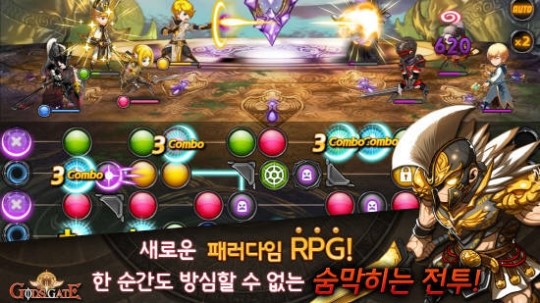 AUTO
×2
620
3 Combo
3 Combo Combo
3 Combo
새로운 패러다임 RPG!
한 순간도 방심할 수 없는 숨막히는 전투!
GODS GATE